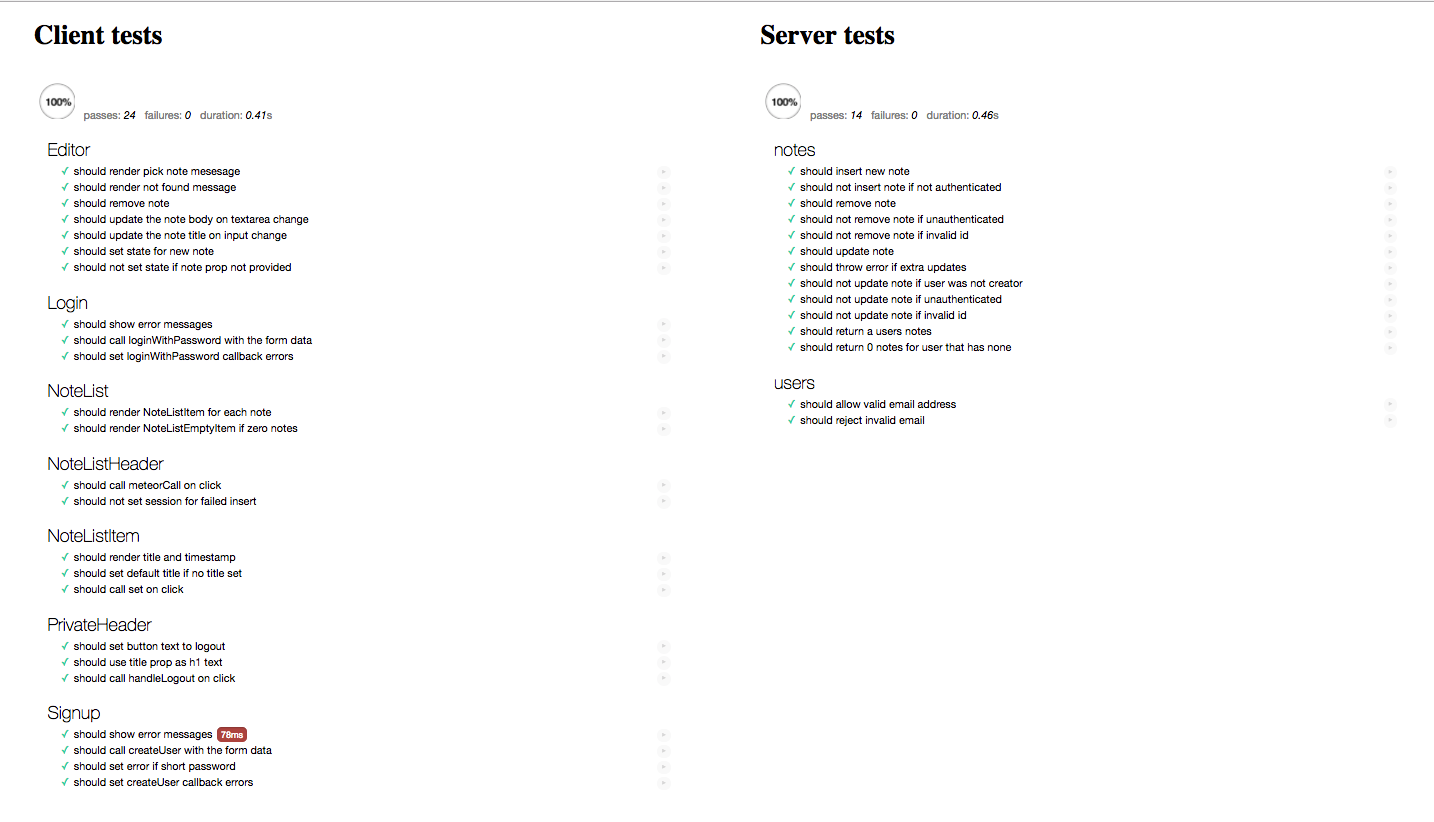 Client tests
100%
passes: 24 failures: 0 duration: 0.41s
Editor
✓ should render pick note mesesage
✓ should render not found message
✓ should remove note
✓ should update the note body on textarea change
✓ should update the note title on input change
✓ should set state for new note
✓ should not set state if note prop not provided
Login
✓ should show error messages
✓ should call loginWithPassword with the form data
✓ should set loginWithPassword callback errors
NoteList
✓ should render NoteListItem for each note
✓ should render NoteListEmptyItem if zero notes
NoteListHeader
✓ should call meteorCall on click
✓ should not set session for failed insert
NoteListItem
✓ should render title and timestamp
✓ should set default title if no title set
✓ should call set on click
PrivateHeader
✓ should set button text to logout
✓ should use title prop as h1 text
✓ should call handleLogout on click
Signup
✓ should show error messages 78ms
✓ should call createUser with the form data
✓ should set error if short password
✓ should set createUser callback errors
Server tests
100%
passes: 14 failures: 0 duration: 0.46s
notes
✓ should insert new note
✓ should not insert note if not authenticated
✓ should remove note
✓ should not remove note if unauthenticated
✓ should not remove note if invalid id
✓ should update note
✓ should throw error if extra updates
✓ should not update note if user was not creator
✓ should not update note if unauthenticated
✓ should not update note if invalid id
✓ should return a users notes
✓ should return 0 notes for user that has none
users
✓ should allow valid email address
✓ should reject invalid email